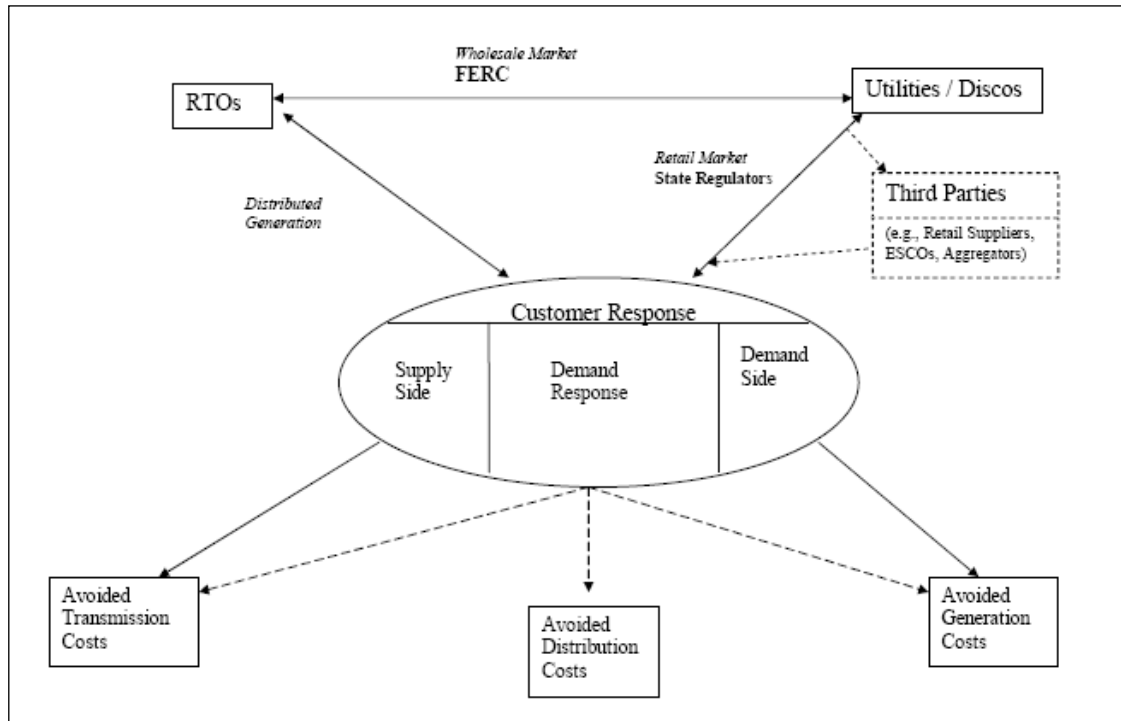 Wholesale Market
FERC
RTOs
Utilities / Discos
Retail Market
State Regulators
Third Parties
(e.g., Retail Suppliers,
ESCOs, Aggregators)
Distributed
Generation
Customer Response
Supply
Side
Demand
Response
Demand
Side
Avoided
Transmission
Costs
Avoided
Distribution
Costs
Avoided
Generation
Costs